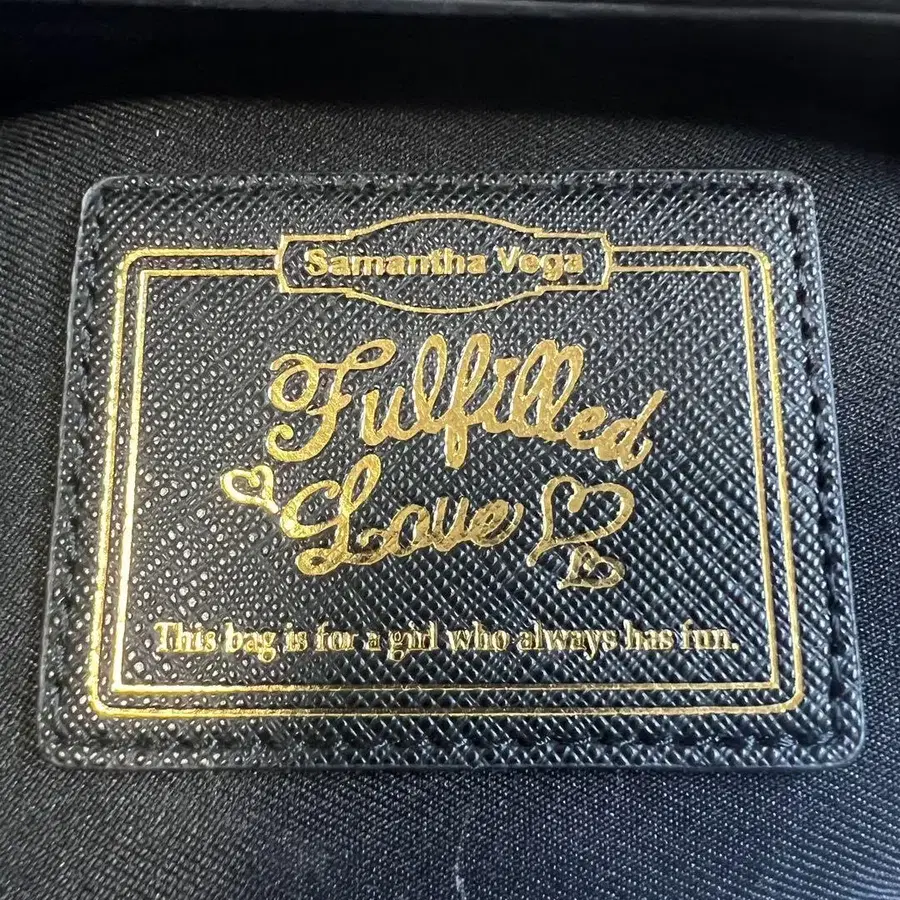 Samantha Vega
Fulfilled
Love
This bag is for a girl who always has fun.